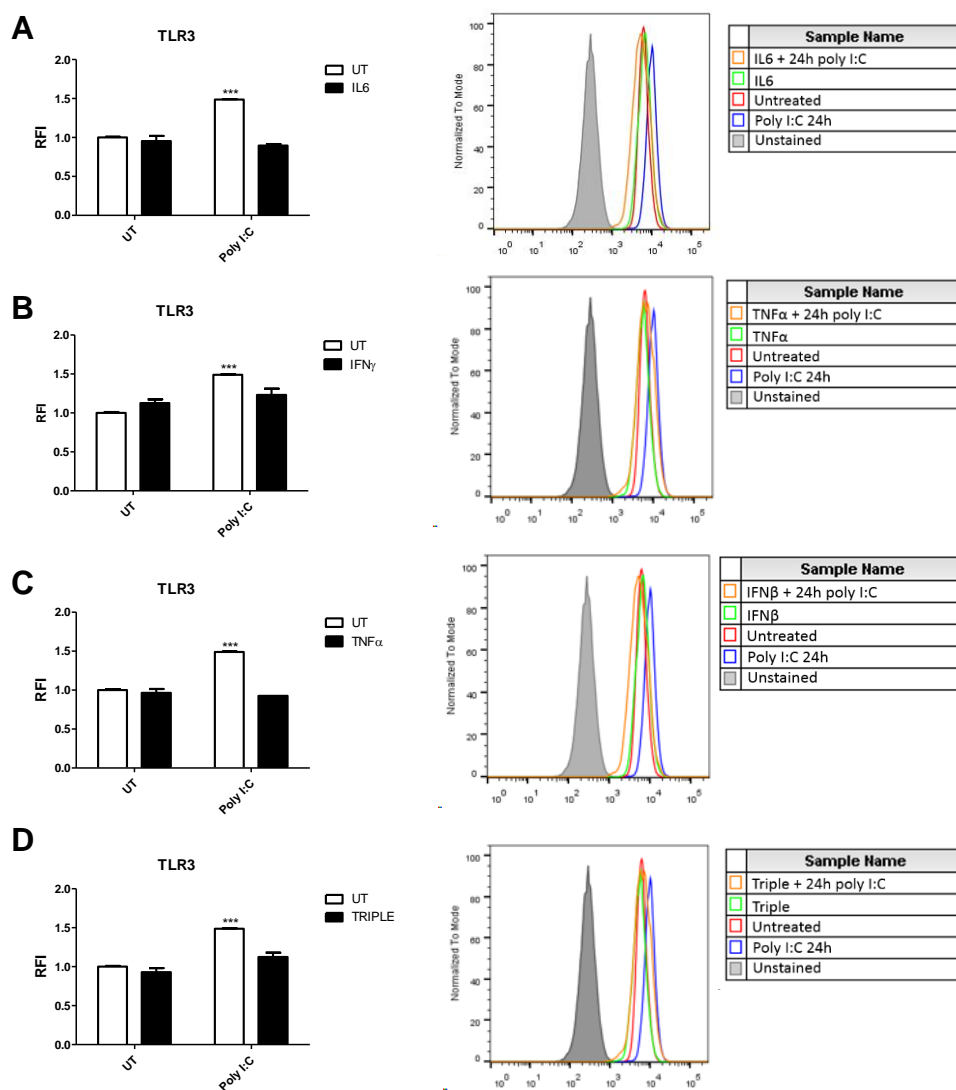 A
TLR3
UT
IL6
RFI
2.0
1.5
1.0
0.5
0.0
***
UT
Poly I:C
Normalized To Mode
100
80
60
40
20
0
10^0 10^1 10^2 10^3 10^4 10^5
Sample Name
IL6 + 24h poly I:C
IL6
Untreated
Poly I:C 24h
Unstained
B
TLR3
UT
IFNγ
RFI
2.0
1.5
1.0
0.5
0.0
***
UT
Poly I:C
Normalized To Mode
100
80
60
40
20
0
10^0 10^1 10^2 10^3 10^4 10^5
Sample Name
TNFα + 24h poly I:C
TNFα
Untreated
Poly I:C 24h
Unstained
C
TLR3
UT
TNFα
RFI
2.0
1.5
1.0
0.5
0.0
***
UT
Poly I:C
Normalized To Mode
100
80
60
40
20
0
10^0 10^1 10^2 10^3 10^4 10^5
Sample Name
IFNβ + 24h poly I:C
IFNβ
Untreated
Poly I:C 24h
Unstained
D
TLR3
UT
TRIPLE
RFI
2.0
1.5
1.0
0.5
0.0
***
UT
Poly I:C
Normalized To Mode
100
80
60
40
20
0
10^0 10^1 10^2 10^3 10^4 10^5
Sample Name
Triple + 24h poly I:C
Triple
Untreated
Poly I:C 24h
Unstained